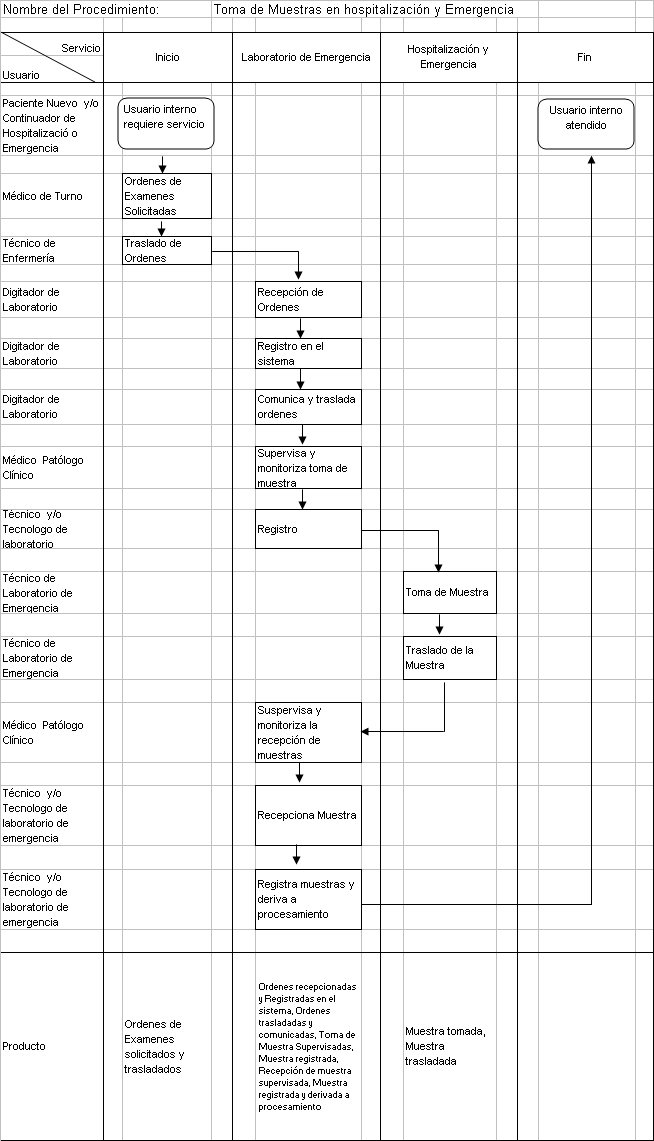 Nombre del Procedimiento: Toma de Muestras en hospitalización y Emergencia
Servicio
Usuario
Inicio
Laboratorio de Emergencia
Hospitalización y
Emergencia
Fin
Paciente Nuevo y/o
Continuador de
Hospitalizació o
Emergencia
Usuario interno
requiere servicio
Usuario interno
atendido
Médico de Turno
Ordenes de
Examenes
Solicitadas
Técnico de
Enfermería
Traslado de
Ordenes
Digitador de
Laboratorio
Recepción de
Ordenes
Digitador de
Laboratorio
Registro en el
sistema
Digitador de
Laboratorio
Comunica y traslada
ordenes
Médico Patólogo
Clínico
Supervisa y
monitoriza toma de
muestra
Técnico y/o
Tecnologo de
laboratorio
Registro
Técnico de
Laboratorio de
Emergencia
Toma de Muestra
Técnico de
Laboratorio de
Emergencia
Traslado de la
Muestra
Médico Patólogo
Clínico
Suspervisa y
monitoriza la
recepción de
muestras
Técnico y/o
Tecnologo de
laboratorio de
emergencia
Recepciona Muestra
Técnico y/o
Tecnologo de
laboratorio de
emergencia
Registra muestras y
deriva a
procesamiento
Producto
Ordenes de
Examenes
solicitados y
trasladados
Ordenes recepcionadas
y Registradas en el
sistema, Ordenes
trasladadas y
comunicadas, Toma de
Muestra Supervisadas,
Muestra registrada,
Recepción de muestra
supervisada, Muestra
registrada y derivada a
procesamiento
Muestra tomada,
Muestra
trasladada